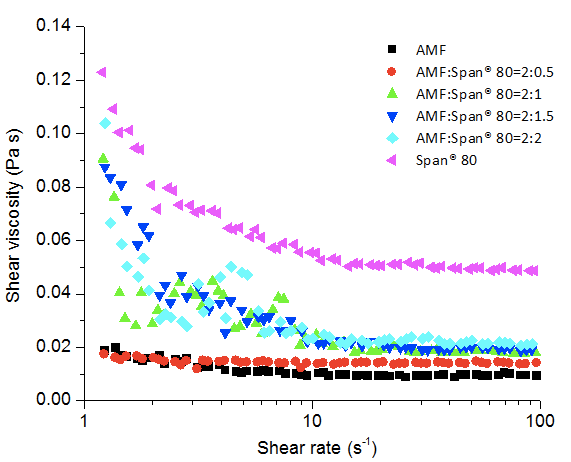 0.14
0.12
0.10
0.08
0.06
0.04
0.02
0.00
Shear viscosity (Pa s)
1
10
100
Shear rate (s⁻¹)
AMF
AMF:Span® 80=2:0.5
AMF:Span® 80=2:1
AMF:Span® 80=2:1.5
AMF:Span® 80=2:2
Span® 80